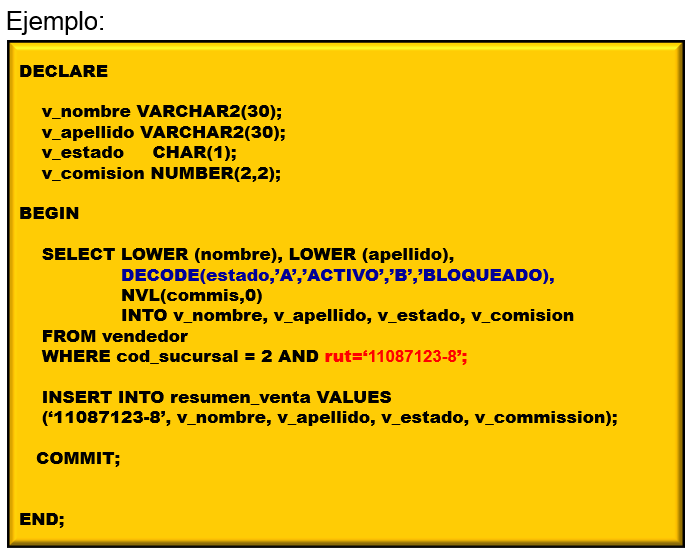 Ejemplo:
DECLARE
v_nombre VARCHAR2(30);
v_apellido VARCHAR2(30);
v_estado CHAR(1);
v_comision NUMBER(2,2);
BEGIN
SELECT LOWER (nombre), LOWER (apellido),
DECODE(estado,’A’,’ACTIVO’,’B’,’BLOQUEADO),
NVL(commis,0)
INTO v_nombre, v_apellido, v_estado, v_comision
FROM vendedor
WHERE cod_sucursal = 2 AND rut=‘11087123-8’;
INSERT INTO resumen_venta VALUES
(‘11087123-8’, v_nombre, v_apellido, v_estado, v_commission);
COMMIT;
END;